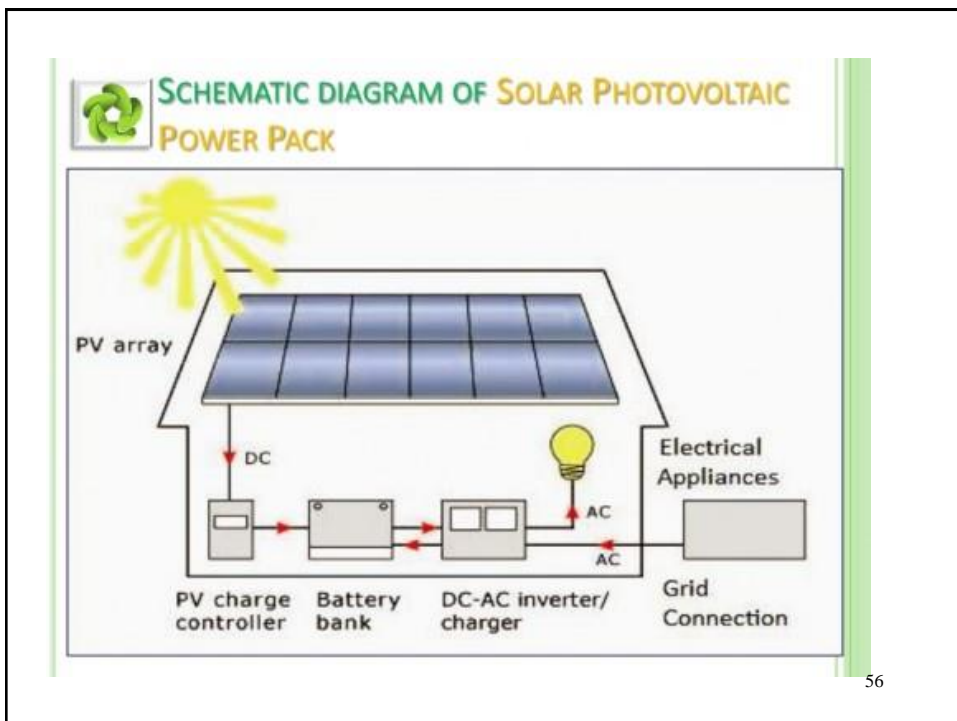 SCHEMATIC DIAGRAM OF SOLAR PHOTOVOLTAIC
POWER PACK
PV array
DC
Electrical
Appliances
AC
AC
PV charge
controller
Battery
bank
DC-AC inverter/
charger
Grid
Connection
56